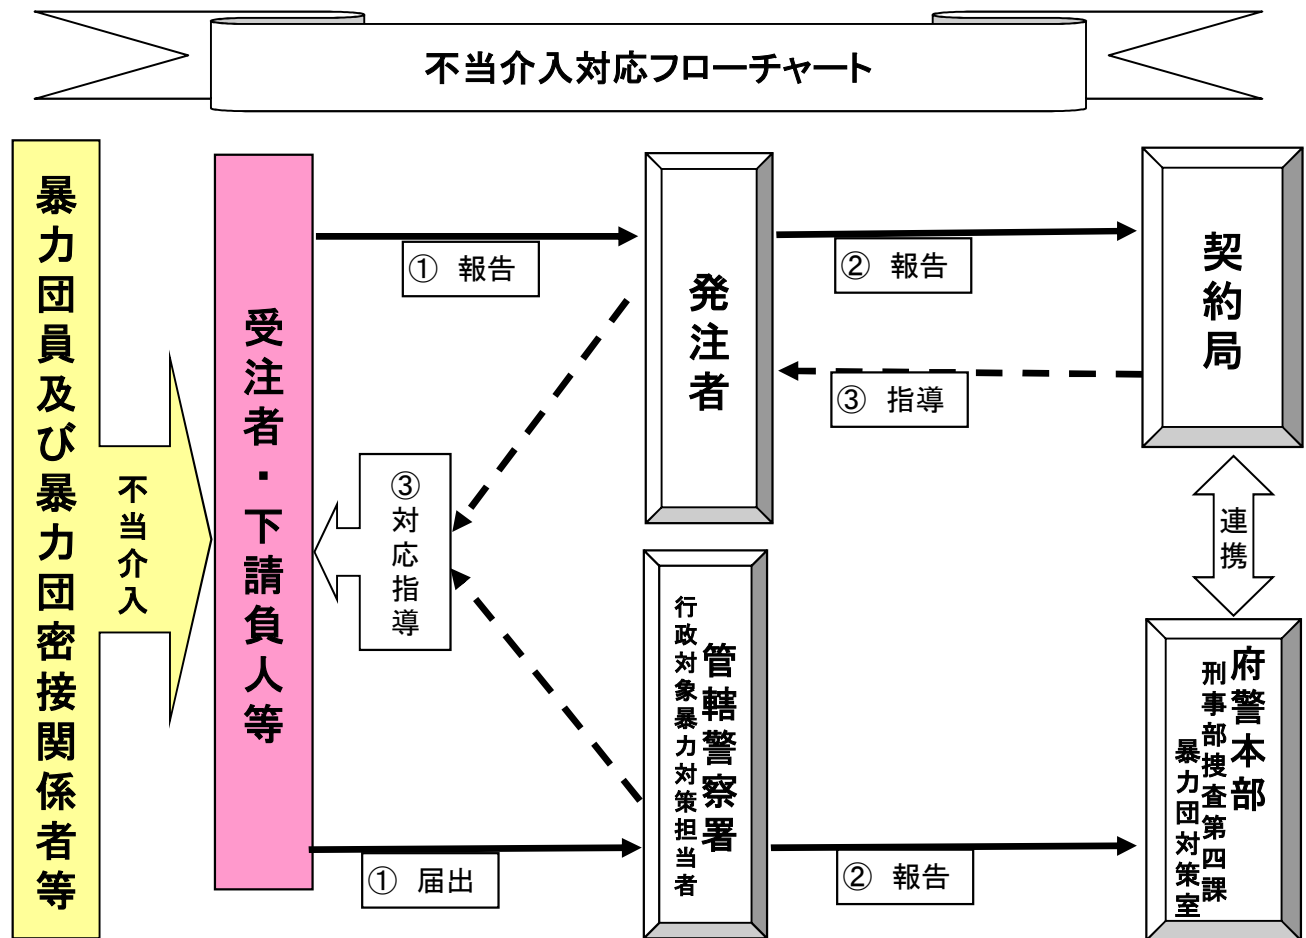 不当介入対応フローチャート
暴力団員及び暴力団密接関係者等
不当介入
受注者・下請負人等
① 報告
発注者
② 報告
契約局
③ 指導
③対応指導
連携
管轄警察署
行政対象暴力対策担当者
府警本部
刑事部捜査第四課
暴力団対策室
① 届出
② 報告